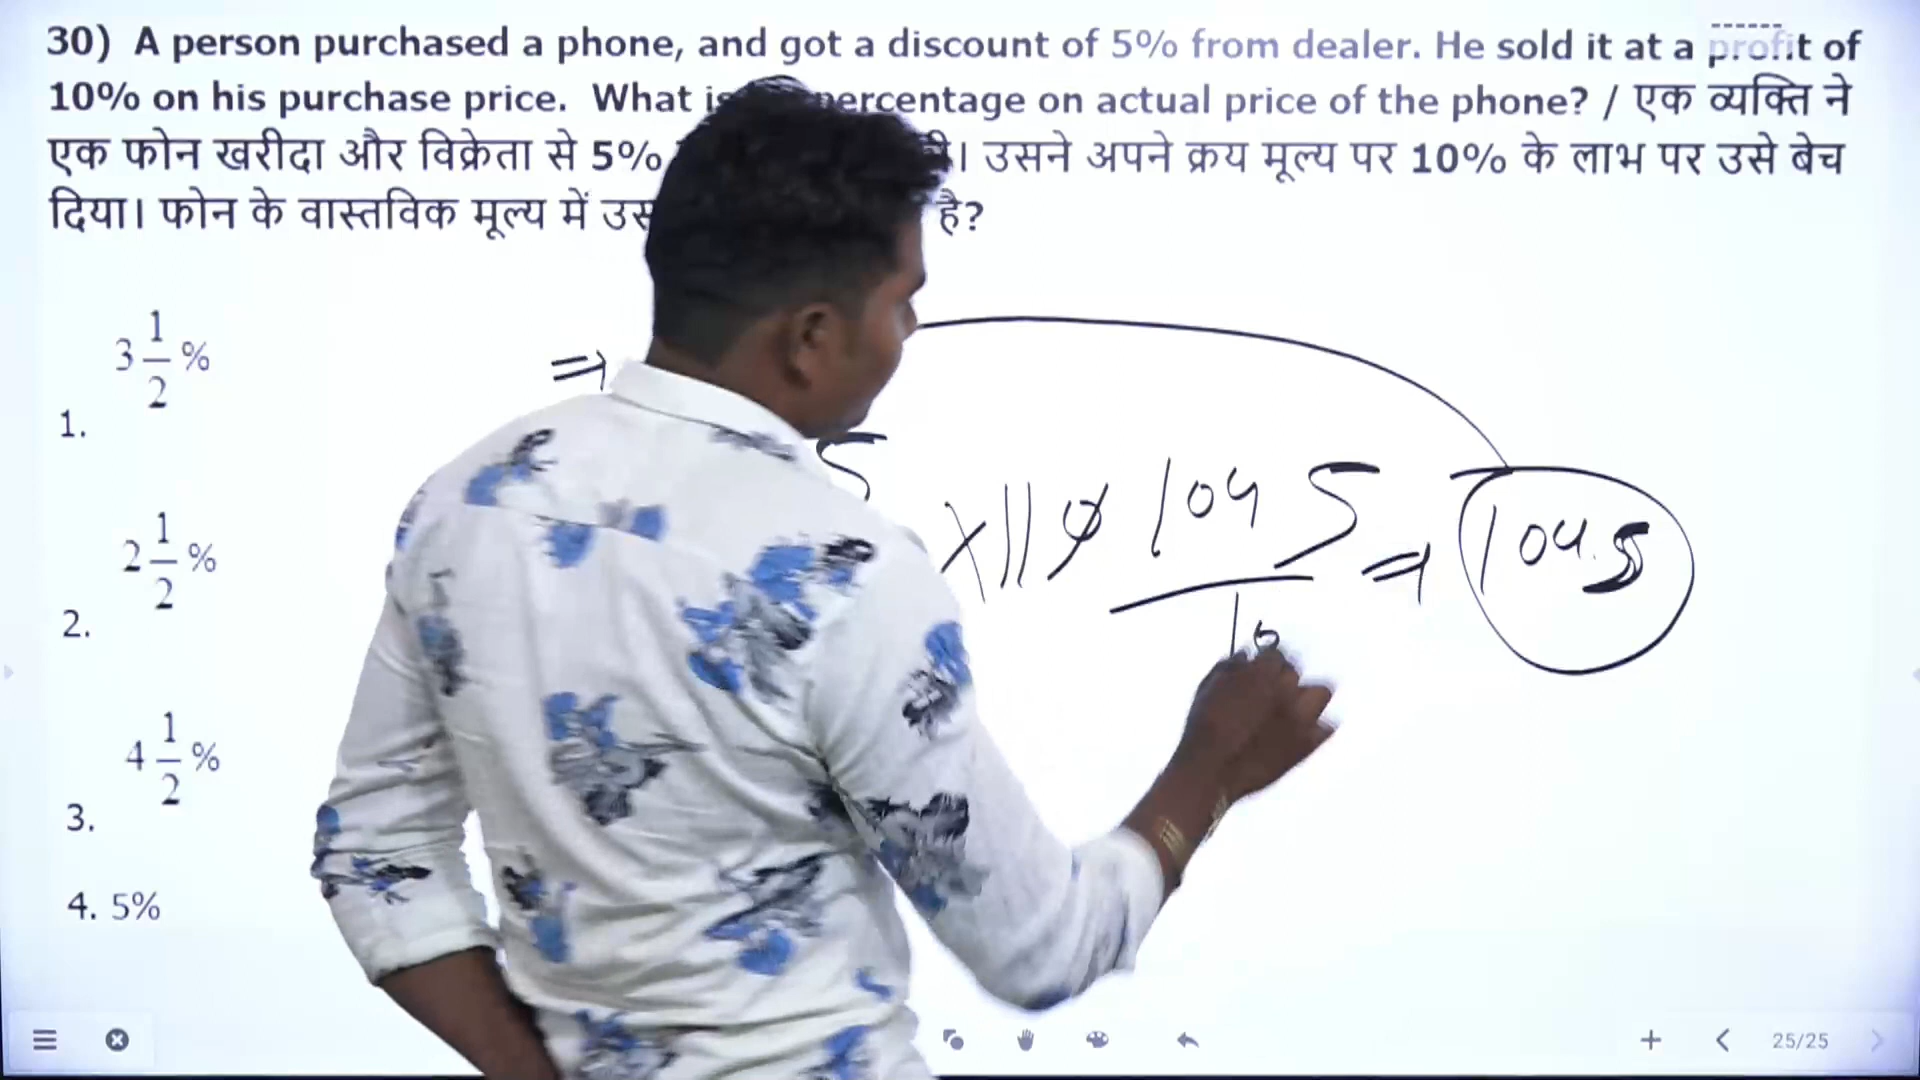 30) A person purchased a phone, and got a discount of 5% from dealer. He sold it at a profit of
10% on his purchase price. What is percentage on actual price of the phone? / एक व्यक्ति ने
एक फोन खरीदा और विक्रेता से 5% । उसने अपने क्रय मूल्य पर 10% के लाभ पर उसे बेच
दिया। फोन के वास्तविक मूल्य में है?
1. 3 1/2 %
⇒
2. 2 1/2 %
5
×110 1045 ⇒ 104.5
10
3. 4 1/2 %
4. 5%
25/25